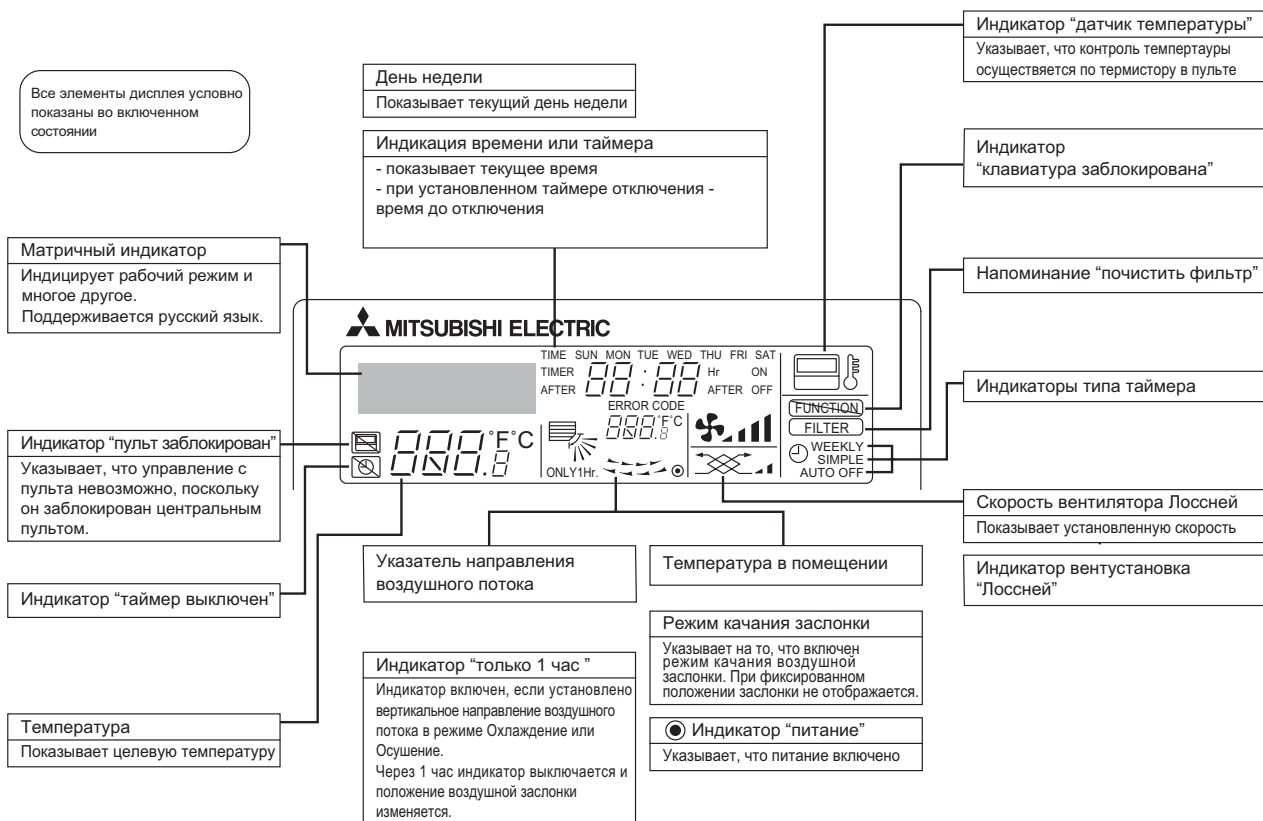 Все элементы дисплея условно
показаны во включенном
состоянии
День недели
Показывает текущий день недели
Индикация времени или таймера
- показывает текущее время
- при установленном таймере отключения -
время до отключения
Индикатор “датчик температуры”
Указывает, что контроль темпертауры
осуществяется по термистору в пульте
Индикатор
“клавиатура заблокирована”
Напоминание “почистить фильтр”
Индикаторы типа таймера
Скорость вентилятора Лоссней
Показывает установленную скорость
Индикатор вентустановка
“Лоссней”
Матричный индикатор
Индицирует рабочий режим и
многое другое.
Поддерживается русский язык.
Индикатор “пульт заблокирован”
Указывает, что управление с
пульта невозможно, поскольку
он заблокирован центральным
пультом.
Индикатор “таймер выключен”
Температура
Показывает целевую температуру
MITSUBISHI ELECTRIC
TIME SUN MON TUE WED THU FRI SAT
TIMER 88:88 Hr ON
AFTER AFTER OFF
ERROR CODE
888.8 °F°C
888.8 °F°C
ONLY1Hr.
FUNCTION
FILTER
WEEKLY
SIMPLE
AUTO OFF
Указатель направления
воздушного потока
Температура в помещении
Индикатор “только 1 час ”
Индикатор включен, если установлено
вертикальное направление воздушного
потока в режиме Охлаждение или
Осушение.
Через 1 час индикатор выключается и
положение воздушной заслонки
изменяется.
Режим качания заслонки
Указывает на то, что включен
режим качания воздушной
заслонки. При фиксированном
положении заслонки не отображается.
Индикатор “питание”
Указывает, что питание включено